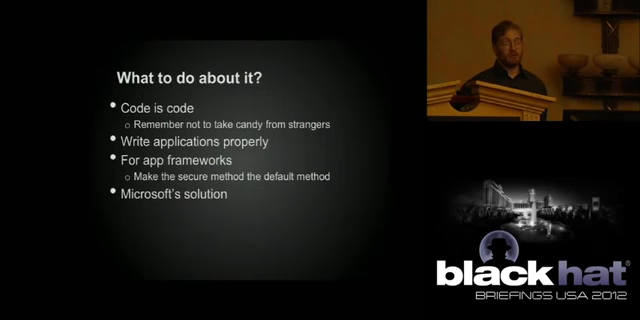 What to do about it?
• Code is code
o Remember not to take candy from strangers
• Write applications properly
• For app frameworks
o Make the secure method the default method
• Microsoft's solution
black hat®
BRIEFINGS USA 2012